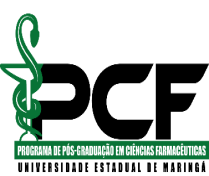 PCF
PROGRAMA DE PÓS-GRADUAÇÃO EM CIÊNCIAS FARMACÊUTICAS
UNIVERSIDADE ESTADUAL DE MARINGÁ